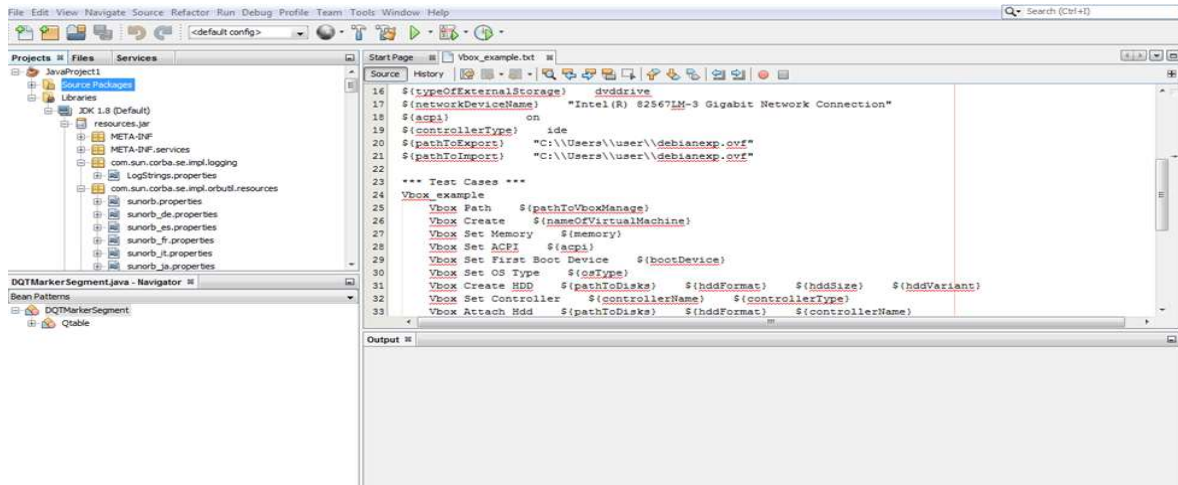 File Edit View Navigate Source Refactor Run Debug Profile Team Tools Window Help
Search (Ctrl+I)
<default config>
Projects Files Services
JavaProject1
Source Packages
Libraries
JDK 1.8 (Default)
resources.jar
META-INF
META-INF.services
com.sun.corba.se.impl.logging
LogStrings.properties
com.sun.corba.se.impl.orbutil.resources
sunorb.properties
sunorb_de.properties
sunorb_es.properties
sunorb_fr.properties
sunorb_it.properties
sunorb_ja.properties
DQTMarkerSegment.java - Navigator
Bean Patterns
DQTMarkerSegment
Qtable
Start Page Vbox_example.txt
Source History
16 ${typeOfExternalStorage} dvddrive
17 ${networkDeviceName} "Intel(R) 82567LM-3 Gigabit Network Connection"
18 ${acpi} on
19 ${controllerType} ide
20 ${pathToExport} "C:\\Users\\user\\debianexp.ovf"
21 ${pathToImport} "C:\\Users\\user\\debianexp.ovf"
22
23 *** Test Cases ***
24 Vbox_example
25 Vbox Path ${pathToVboxManage}
26 Vbox Create ${nameOfVirtualMachine}
27 Vbox Set Memory ${memory}
28 Vbox Set ACPI ${acpi}
29 Vbox Set First Boot Device ${bootDevice}
30 Vbox Set OS Type ${osType}
31 Vbox Create HDD ${pathToDisks} ${hddFormat} ${hddSize} ${hddVariant}
32 Vbox Set Controller ${controllerName} ${controllerType}
33 Vbox Attach Hdd ${pathToDisks} ${hddFormat} ${controllerName}
Output